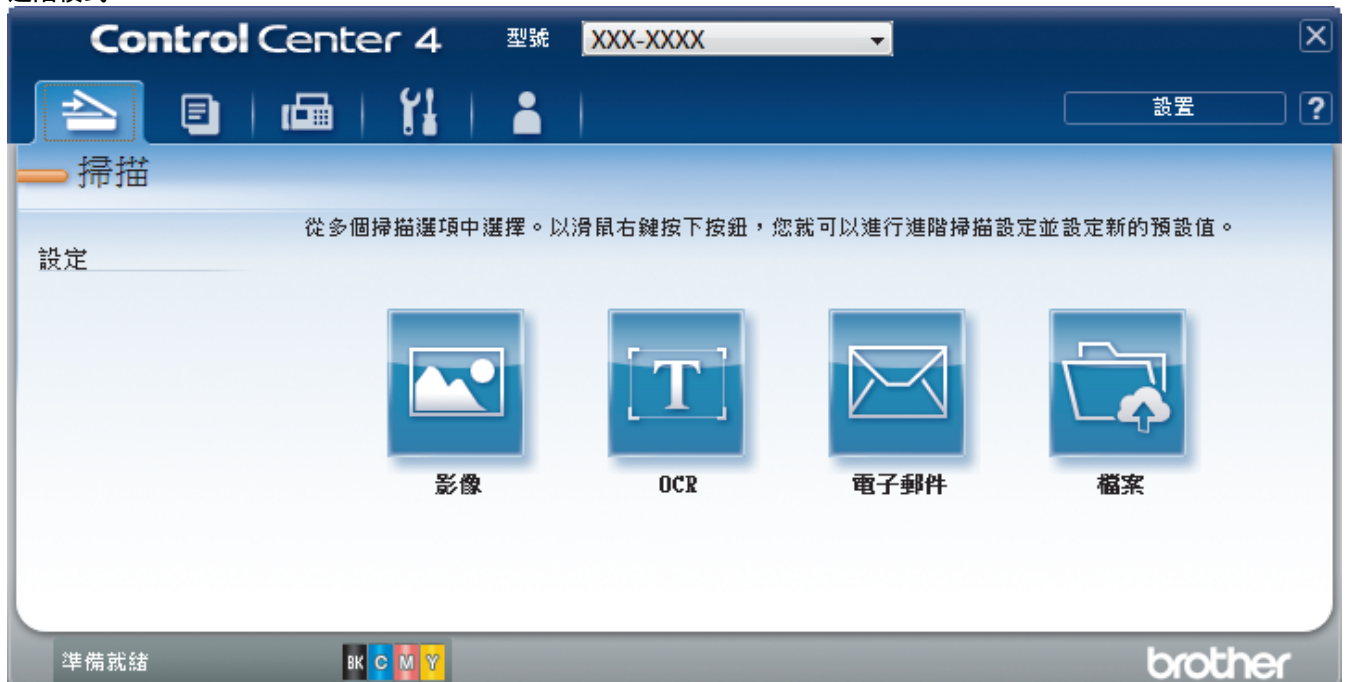 Control Center 4 型號 XXX-XXXX
設置 ?
掃描
從多個掃描選項中選擇。以滑鼠右鍵按下按鈕，您就可以進行進階掃描設定並設定新的預設值。
設定
T
影像 OCR 電子郵件 檔案
準備就緒 BK C M Y brother